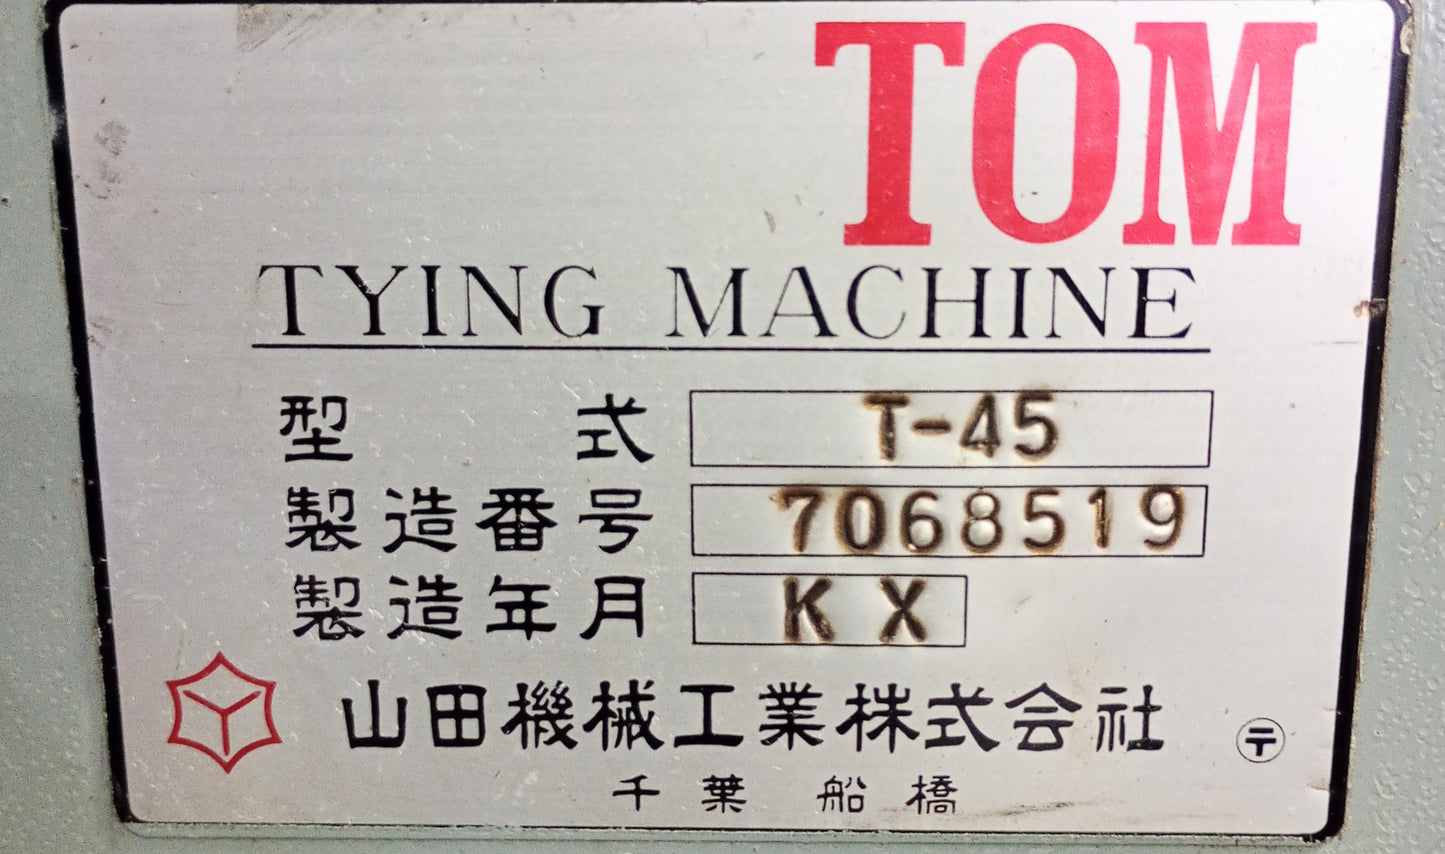 TOM
TYING MACHINE
型式 T-45
製造番号 7068519
製造年月 KX
山田機械工業株式会社 〒
千葉 船橋